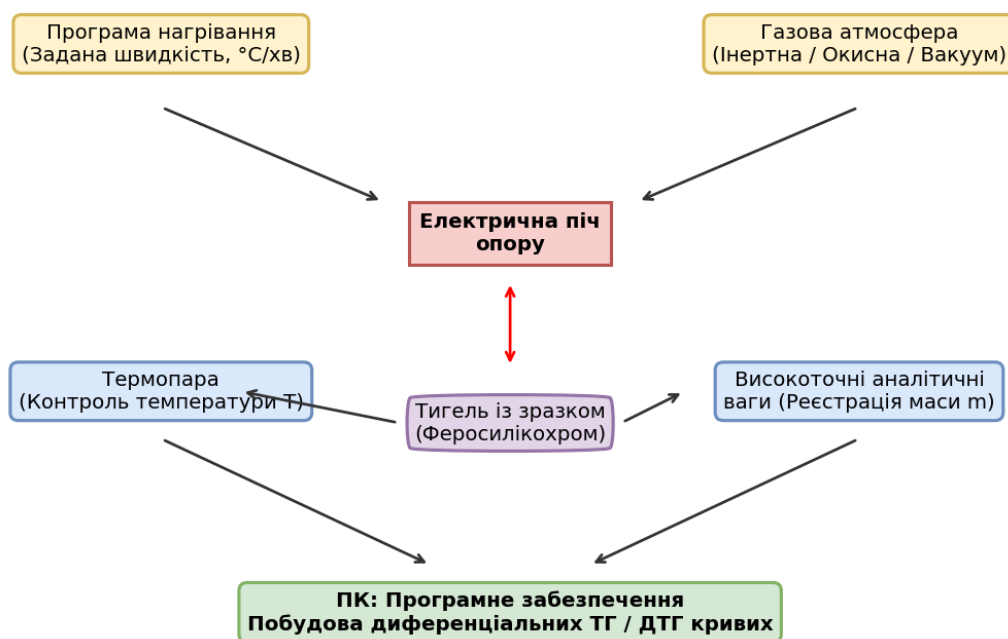 Програма нагрівання
(Задана швидкість, °C/хв)
Газова атмосфера
(Інертна / Окисна / Вакуум)
Електрична піч
опору
Термопара
(Контроль температури T)
Тигель із зразком
(Феросилікохром)
Високоточні аналітичні
ваги (Реєстрація маси m)
ПК: Програмне забезпечення
Побудова диференціальних ТГ / ДТГ кривих